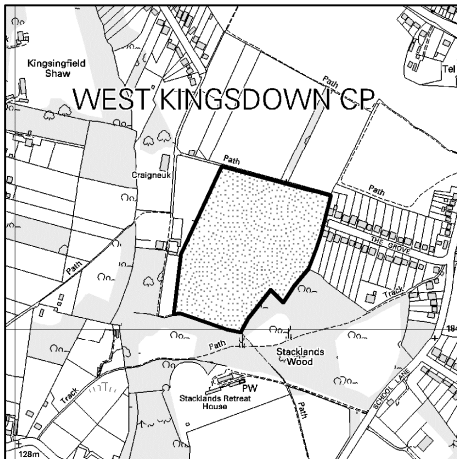 Kingsingfield
Shaw
Tel
WEST KINGSDOWN CP
Path
Path
Path
Craigneuk
THE GROVE
Path
Track
184
Path
Stacklands
Wood
Track
PW
Stacklands Retreat
House
Path
SCHOOL LANE
128m